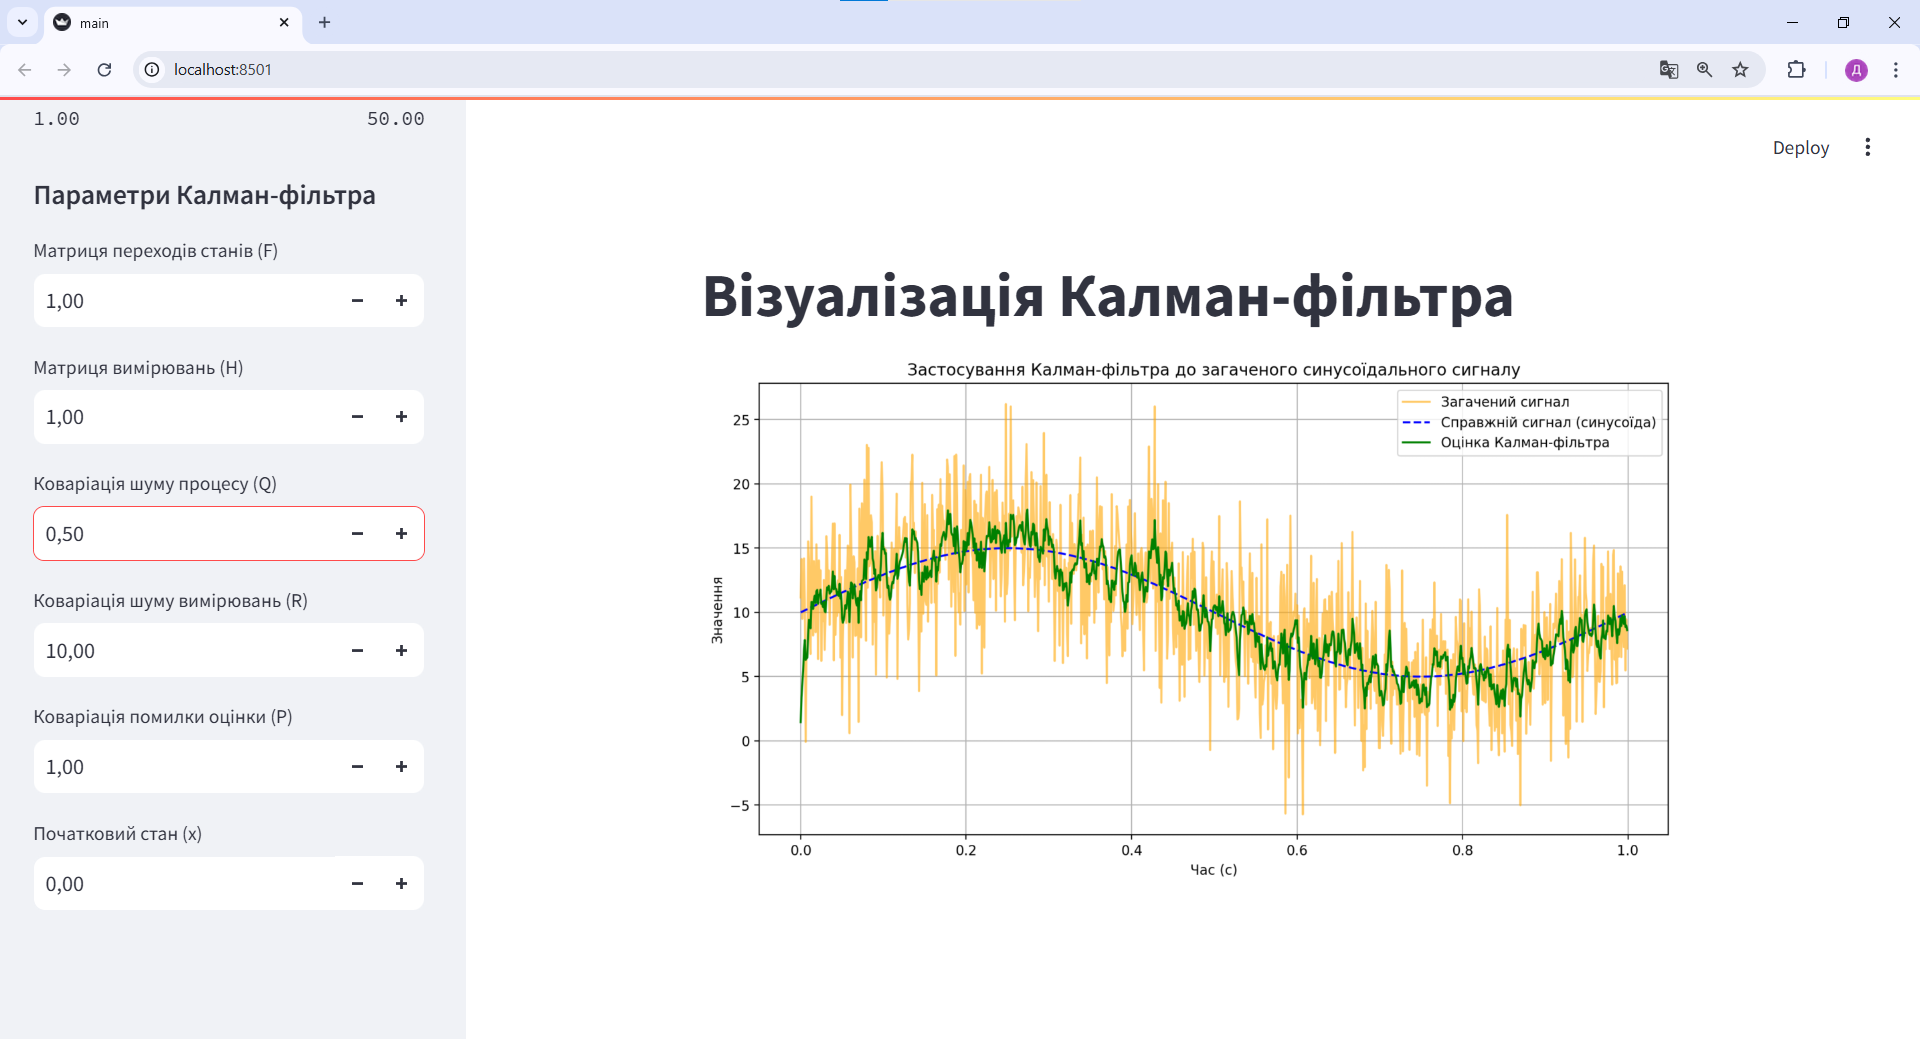 main
localhost:8501
Д
1.00 50.00
Deploy
Параметри Калман-фільтра
Матриця переходів станів (F)
1,00
Матриця вимірювань (H)
1,00
Коваріація шуму процесу (Q)
0,50
Коваріація шуму вимірювань (R)
10,00
Коваріація помилки оцінки (P)
1,00
Початковий стан (x)
0,00
Візуалізація Калман-фільтра
Застосування Калман-фільтра до загаченого синусоїдального сигналу
Загачений сигнал
Справжній сигнал (синусоїда)
Оцінка Калман-фільтра
Значення
25
20
15
10
5
0
−5
0.0 0.2 0.4 0.6 0.8 1.0
Час (с)